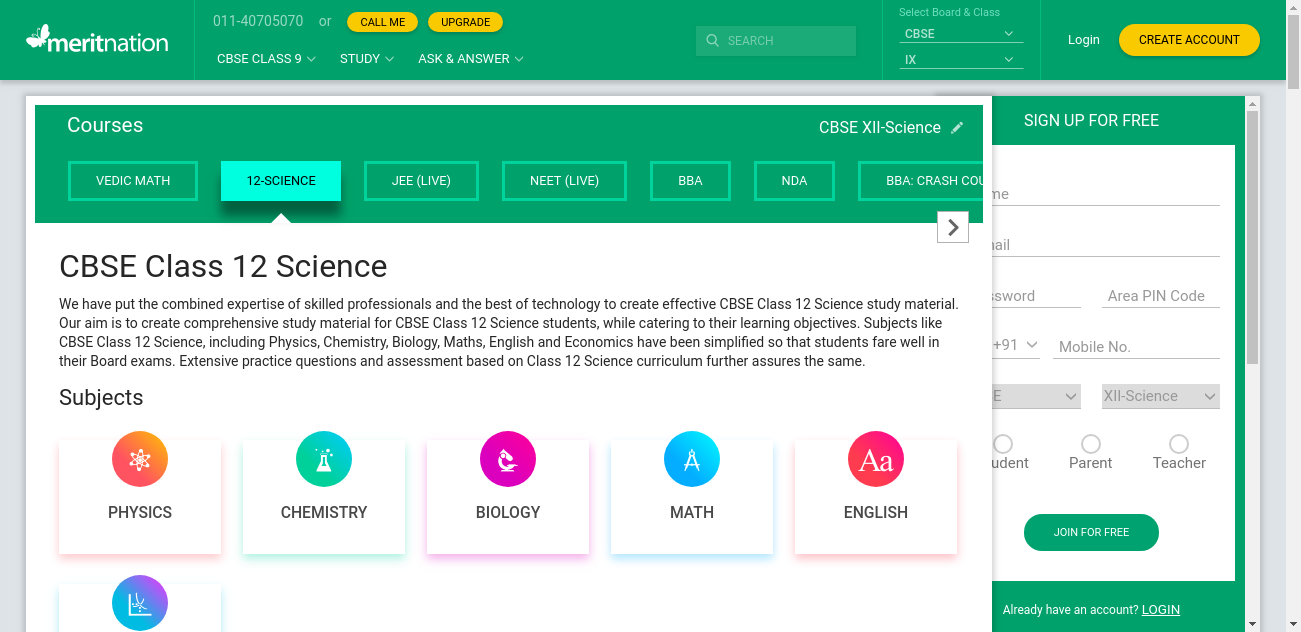 meritnation
011-40705070 or CALL ME UPGRADE
CBSE CLASS 9 STUDY ASK & ANSWER
SEARCH
Select Board & Class
CBSE
IX
Login CREATE ACCOUNT
Courses
CBSE XII-Science
VEDIC MATH 12-SCIENCE JEE (LIVE) NEET (LIVE) BBA NDA BBA: CRASH COU
CBSE Class 12 Science
We have put the combined expertise of skilled professionals and the best of technology to create effective CBSE Class 12 Science study material.
Our aim is to create comprehensive study material for CBSE Class 12 Science students, while catering to their learning objectives. Subjects like
CBSE Class 12 Science, including Physics, Chemistry, Biology, Maths, English and Economics have been simplified so that students fare well in
their Board exams. Extensive practice questions and assessment based on Class 12 Science curriculum further assures the same.
Subjects
Aa
PHYSICS CHEMISTRY BIOLOGY MATH ENGLISH
SIGN UP FOR FREE
me
ail
ssword Area PIN Code
+91 Mobile No.
E XII-Science
udent Parent Teacher
JOIN FOR FREE
Already have an account? LOGIN